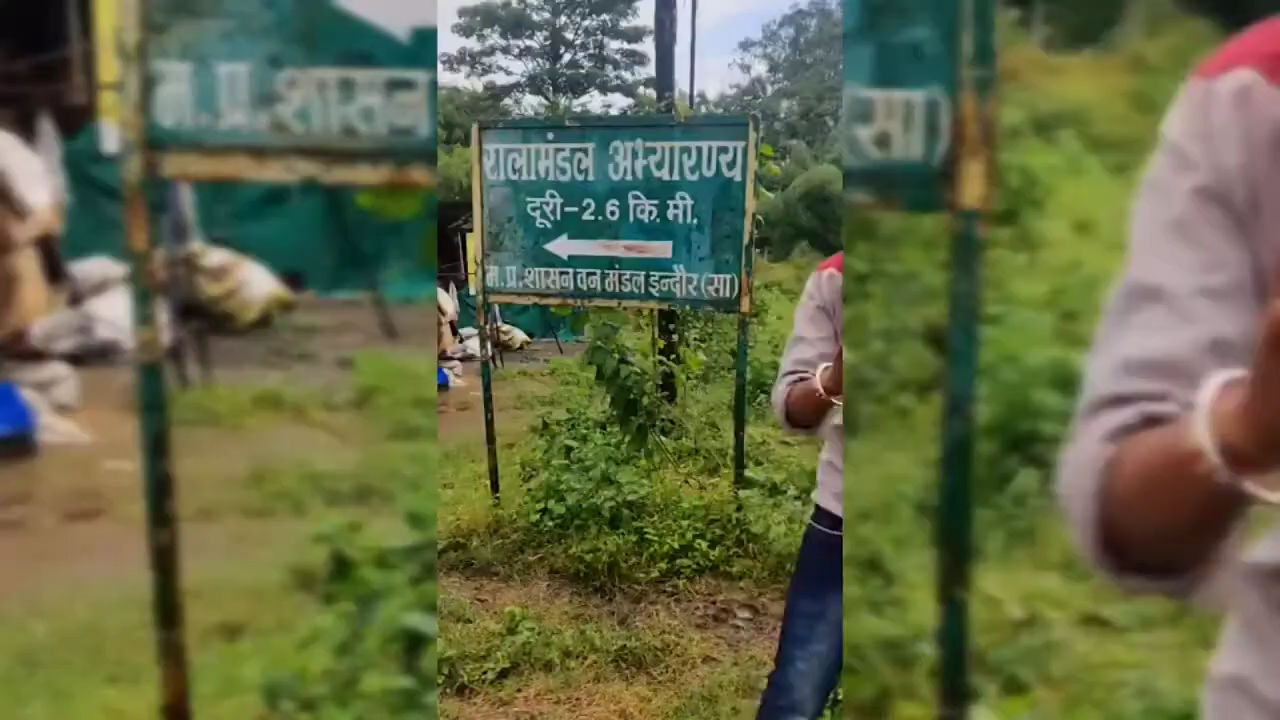 रालामंडल अभ्यारण्य
दूरी-2.6 कि.मी.
म.प्र.शासन वन मंडल इन्दौर (सा)